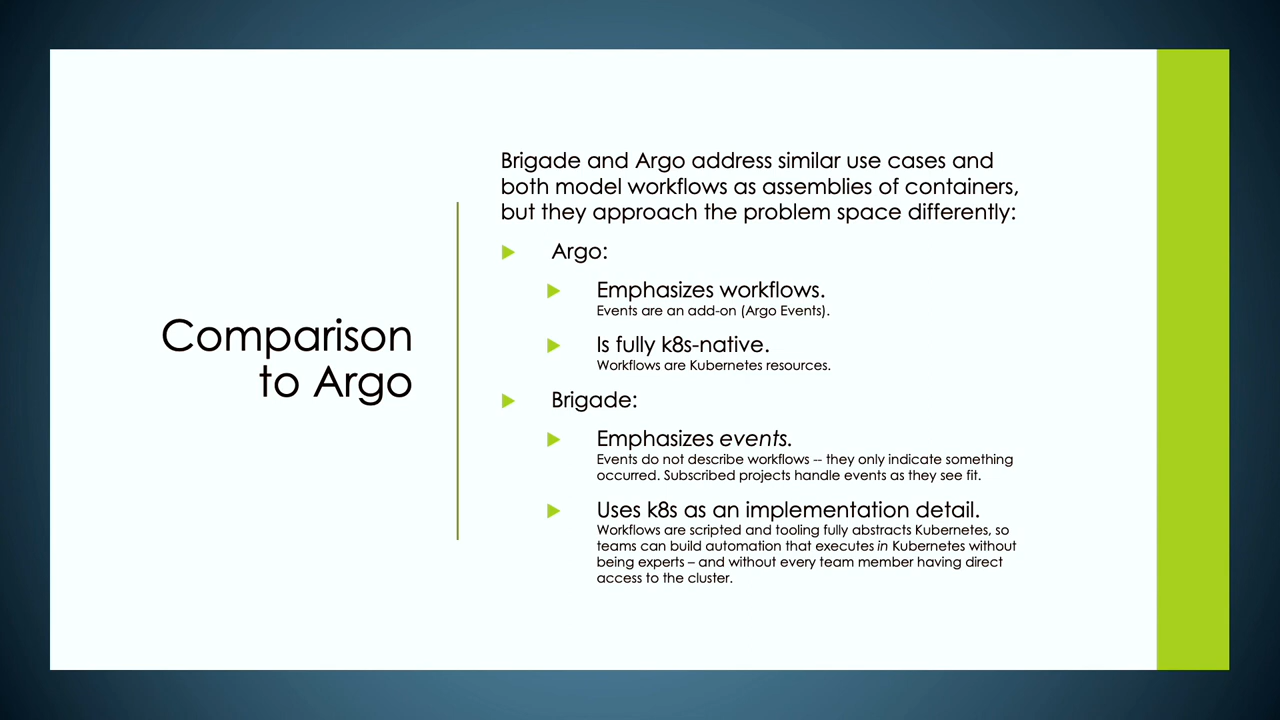 Comparison
to Argo
Brigade and Argo address similar use cases and
both model workflows as assemblies of containers,
but they approach the problem space differently:
Argo:
Emphasizes workflows.
Events are an add-on (Argo Events).
Is fully k8s-native.
Workflows are Kubernetes resources.
Brigade:
Emphasizes events.
Events do not describe workflows -- they only indicate something
occurred. Subscribed projects handle events as they see fit.
Uses k8s as an implementation detail.
Workflows are scripted and tooling fully abstracts Kubernetes, so
teams can build automation that executes in Kubernetes without
being experts – and without every team member having direct
access to the cluster.